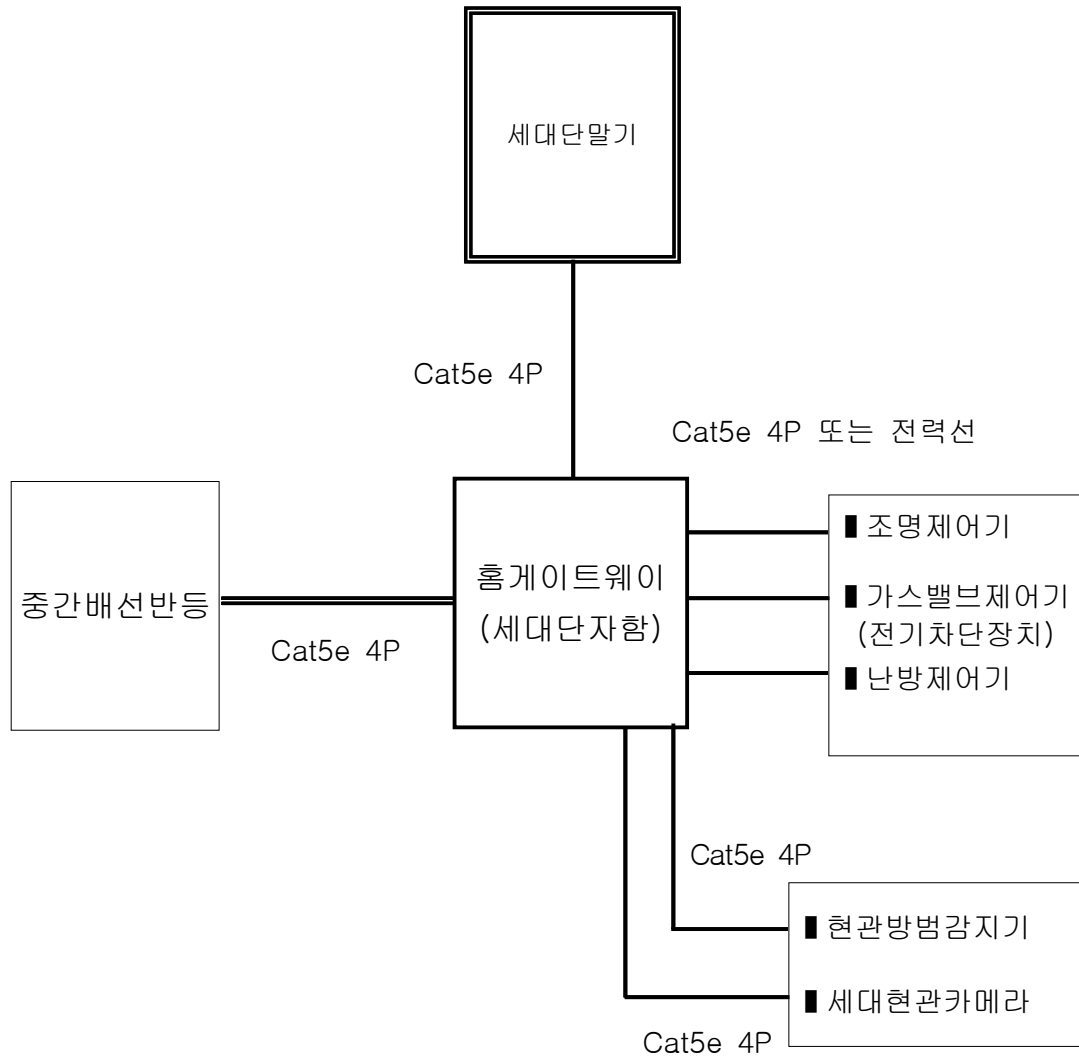 세대단말기
Cat5e 4P
Cat5e 4P 또는 전력선
중간배선반등
Cat5e 4P
홈게이트웨이
(세대단자함)
▮조명제어기
▮가스밸브제어기
(전기차단장치)
▮난방제어기
Cat5e 4P
▮현관방범감지기
▮세대현관카메라
Cat5e 4P